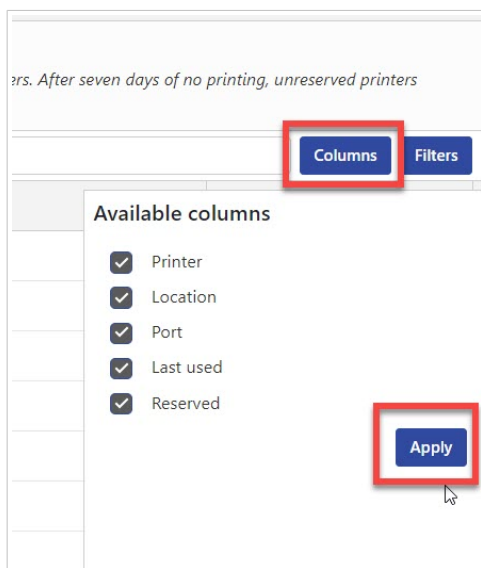 ers. After seven days of no printing, unreserved printers
Columns Filters
Available columns
Printer
Location
Port
Last used
Reserved
Apply